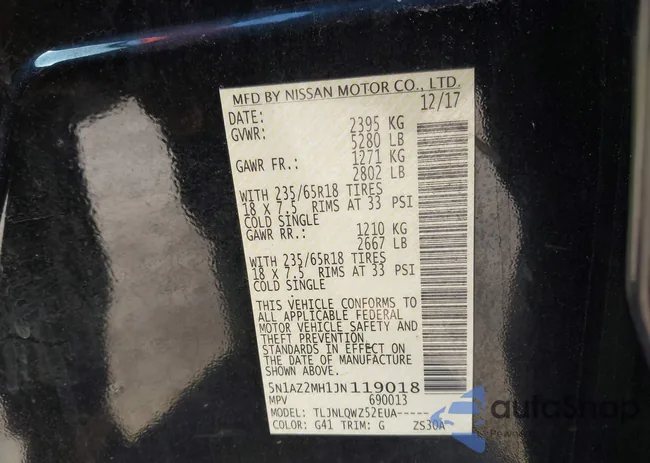 MFD BY NISSAN MOTOR CO., LTD.
DATE: 12/17
GVWR: 2395 KG
5280 LB
GAWR FR.: 1271 KG
2802 LB
WITH 235/65R18 TIRES
18 X 7.5 RIMS AT 33 PSI
COLD SINGLE
GAWR RR.: 1210 KG
2667 LB
WITH 235/65R18 TIRES
18 X 7.5 RIMS AT 33 PSI
COLD SINGLE
THIS VEHICLE CONFORMS TO
ALL APPLICABLE FEDERAL
MOTOR VEHICLE SAFETY AND
THEFT PREVENTION
STANDARDS IN EFFECT ON
THE DATE OF MANUFACTURE
SHOWN ABOVE.
5N1AZ2MH1JN119018
MPV 690013
MODEL: TLJNLQWZ52EUA-----
COLOR: G41 TRIM: G ZS30A
autoShop
Powered by